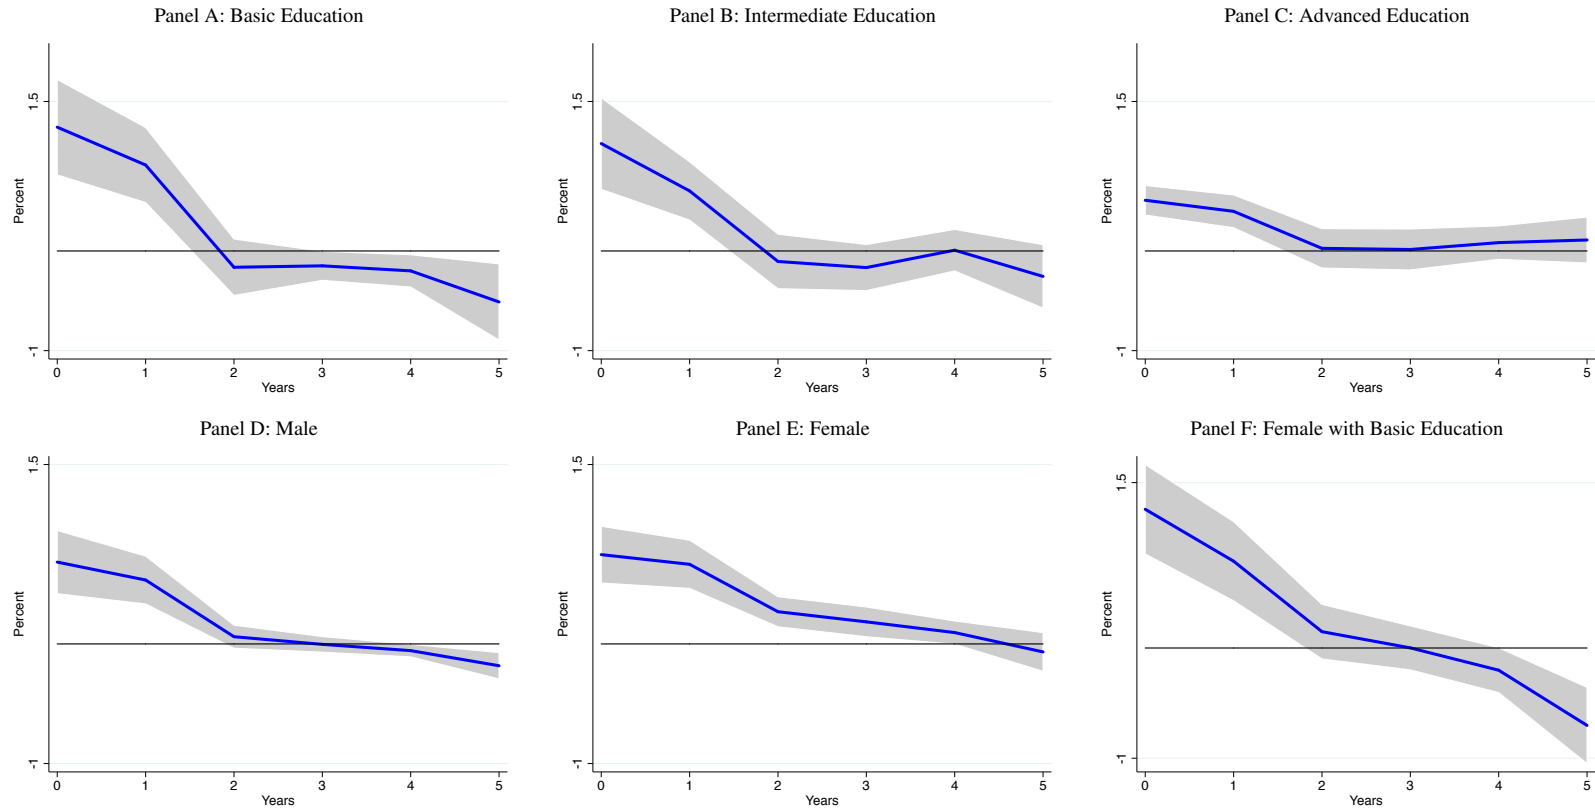 Panel A: Basic Education
1.5
Percent
-1
0 1 2 3 4 5
Years
Panel B: Intermediate Education
1.5
Percent
-1
0 1 2 3 4 5
Years
Panel C: Advanced Education
1.5
Percent
-1
0 1 2 3 4 5
Years
Panel D: Male
1.5
Percent
-1
0 1 2 3 4 5
Years
Panel E: Female
1.5
Percent
-1
0 1 2 3 4 5
Years
Panel F: Female with Basic Education
1.5
Percent
-1
0 1 2 3 4 5
Years